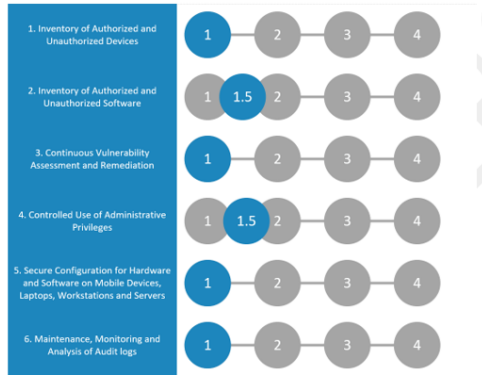 1. Inventory of Authorized and
Unauthorized Devices
1 2 3 4
2. Inventory of Authorized and
Unauthorized Software
1 1.5 2 3 4
3. Continuous Vulnerability
Assessment and Remediation
1 2 3 4
4. Controlled Use of Administrative
Privileges
1 1.5 2 3 4
5. Secure Configuration for Hardware
and Software on Mobile Devices,
Laptops, Workstations and Servers
1 2 3 4
6. Maintenance, Monitoring and
Analysis of Audit logs
1 2 3 4